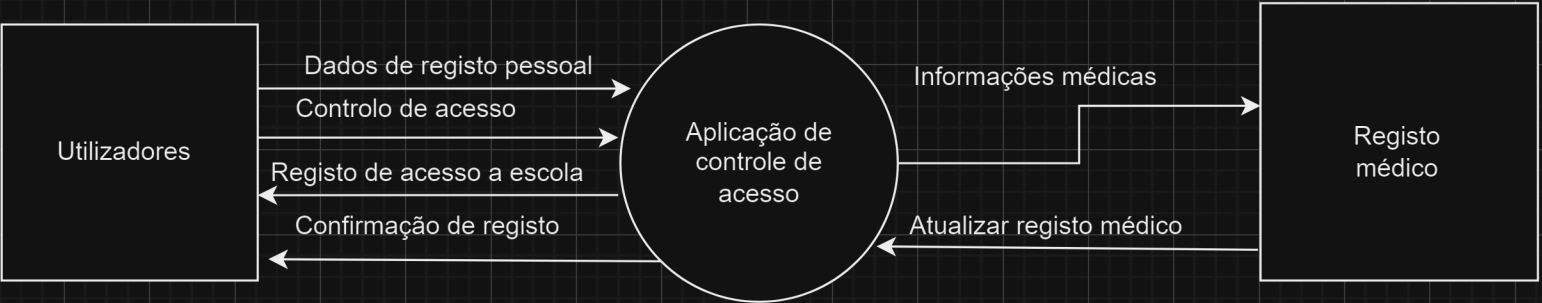 Utilizadores
Dados de registo pessoal
Controlo de acesso
Registo de acesso a escola
Confirmação de registo
Aplicação de
controle de
acesso
Informações médicas
Atualizar registo médico
Registo
médico